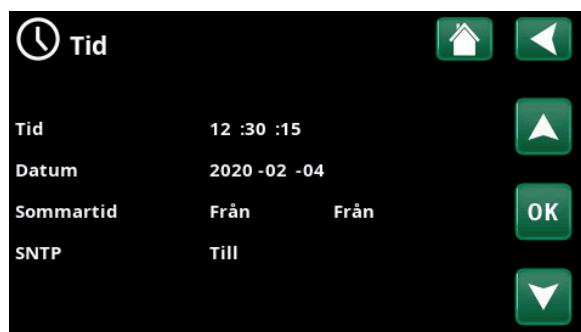 Tid
Tid 12 :30 :15
Datum 2020 -02 -04
Sommartid Från Från
OK
SNTP Till